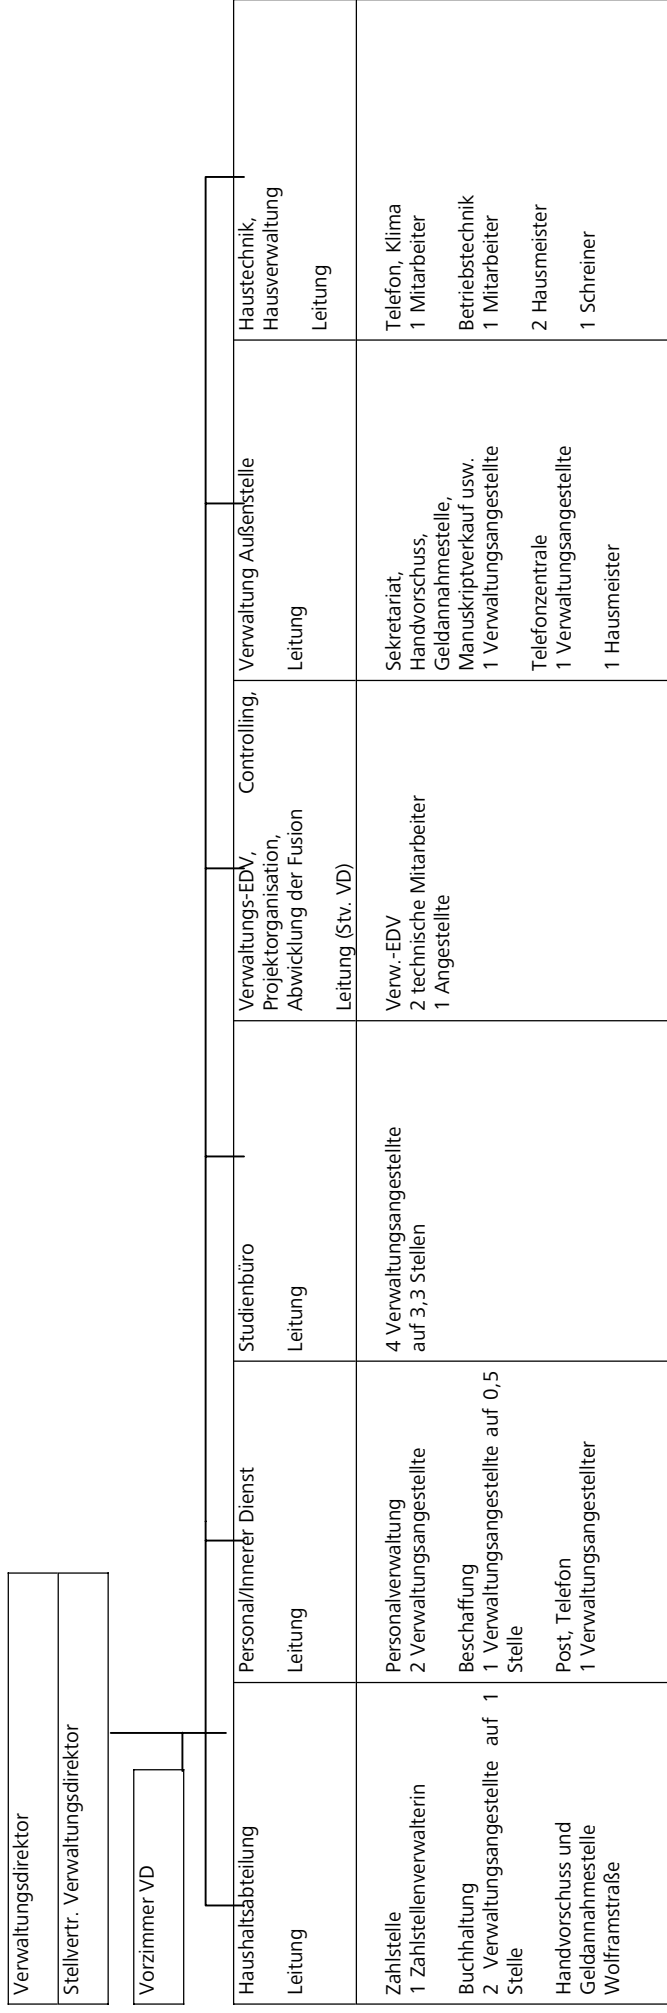 Verwaltungsdirektor
Stellvertr. Verwaltungsdirektor
Vorzimmer VD
Haushaltsabteilung
Leitung
Zahlstelle
1 Zahlstellenverwalterin
Buchhaltung
2 Verwaltungsangestellte auf 1
Stelle
Handvorschuss und
Geldannahmestelle
Wolframstraße
Personal/Innerer Dienst
Leitung
Personalverwaltung
2 Verwaltungsangestellte
Beschaffung
1 Verwaltungsangestellte auf 0,5
Stelle
Post, Telefon
1 Verwaltungsangestellter
Studienbüro
Leitung
4 Verwaltungsangestellte
auf 3,3 Stellen
Verwaltungs-EDV, Controlling,
Projektorganisation,
Abwicklung der Fusion
Leitung (Stv. VD)
Verw.-EDV
2 technische Mitarbeiter
1 Angestellte
Verwaltung Außenstelle
Leitung
Sekretariat,
Handvorschuss,
Geldannahmestelle,
Manuskriptverkauf usw.
1 Verwaltungsangestellte
Telefonzentrale
1 Verwaltungsangestellte
1 Hausmeister
Haustechnik,
Hausverwaltung
Leitung
Telefon, Klima
1 Mitarbeiter
Betriebstechnik
1 Mitarbeiter
2 Hausmeister
1 Schreiner